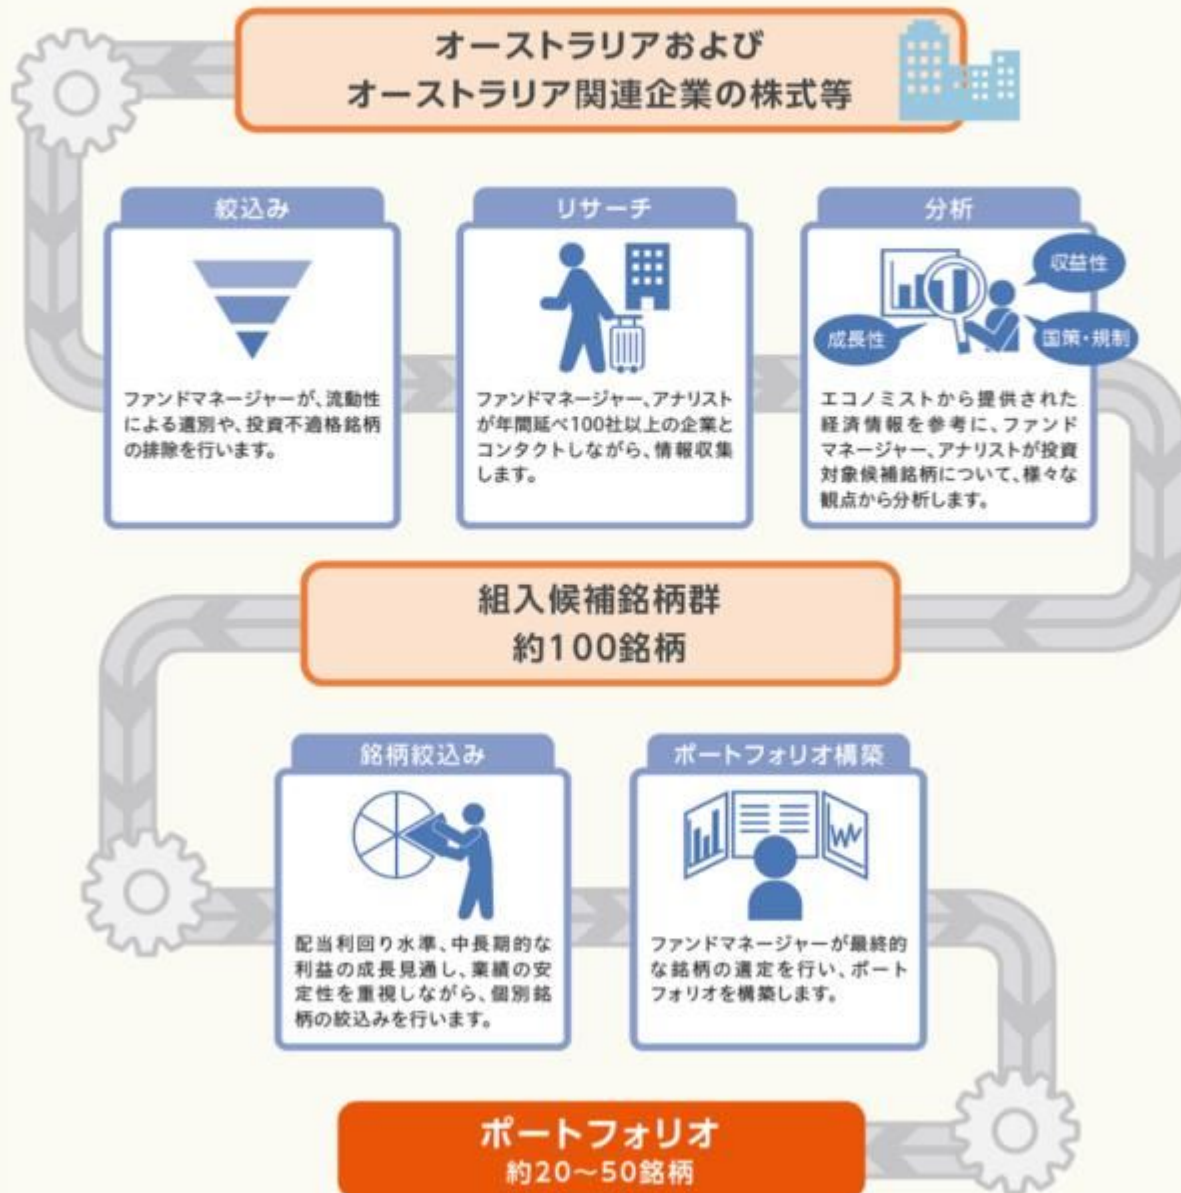 オーストラリアおよび
オーストラリア関連企業の株式等
絞込み
ファンドマネージャーが、流動性
による選別や、投資不適格銘柄
の排除を行います。
リサーチ
ファンドマネージャー、アナリスト
が年間延べ100社以上の企業と
コンタクトしながら、情報収集
します。
分析
収益性
成長性
国策・規制
エコノミストから提供された
経済情報を参考に、ファンド
マネージャー、アナリストが投資
対象候補銘柄について、様々な
観点から分析します。
組入候補銘柄群
約100銘柄
銘柄絞込み
配当利回り水準、中長期的な
利益の成長見通し、業績の安
定性を重視しながら、個別銘
柄の絞込みを行います。
ポートフォリオ構築
ファンドマネージャーが最終的
な銘柄の選定を行い、ポート
フォリオを構築します。
ポートフォリオ
約20～50銘柄